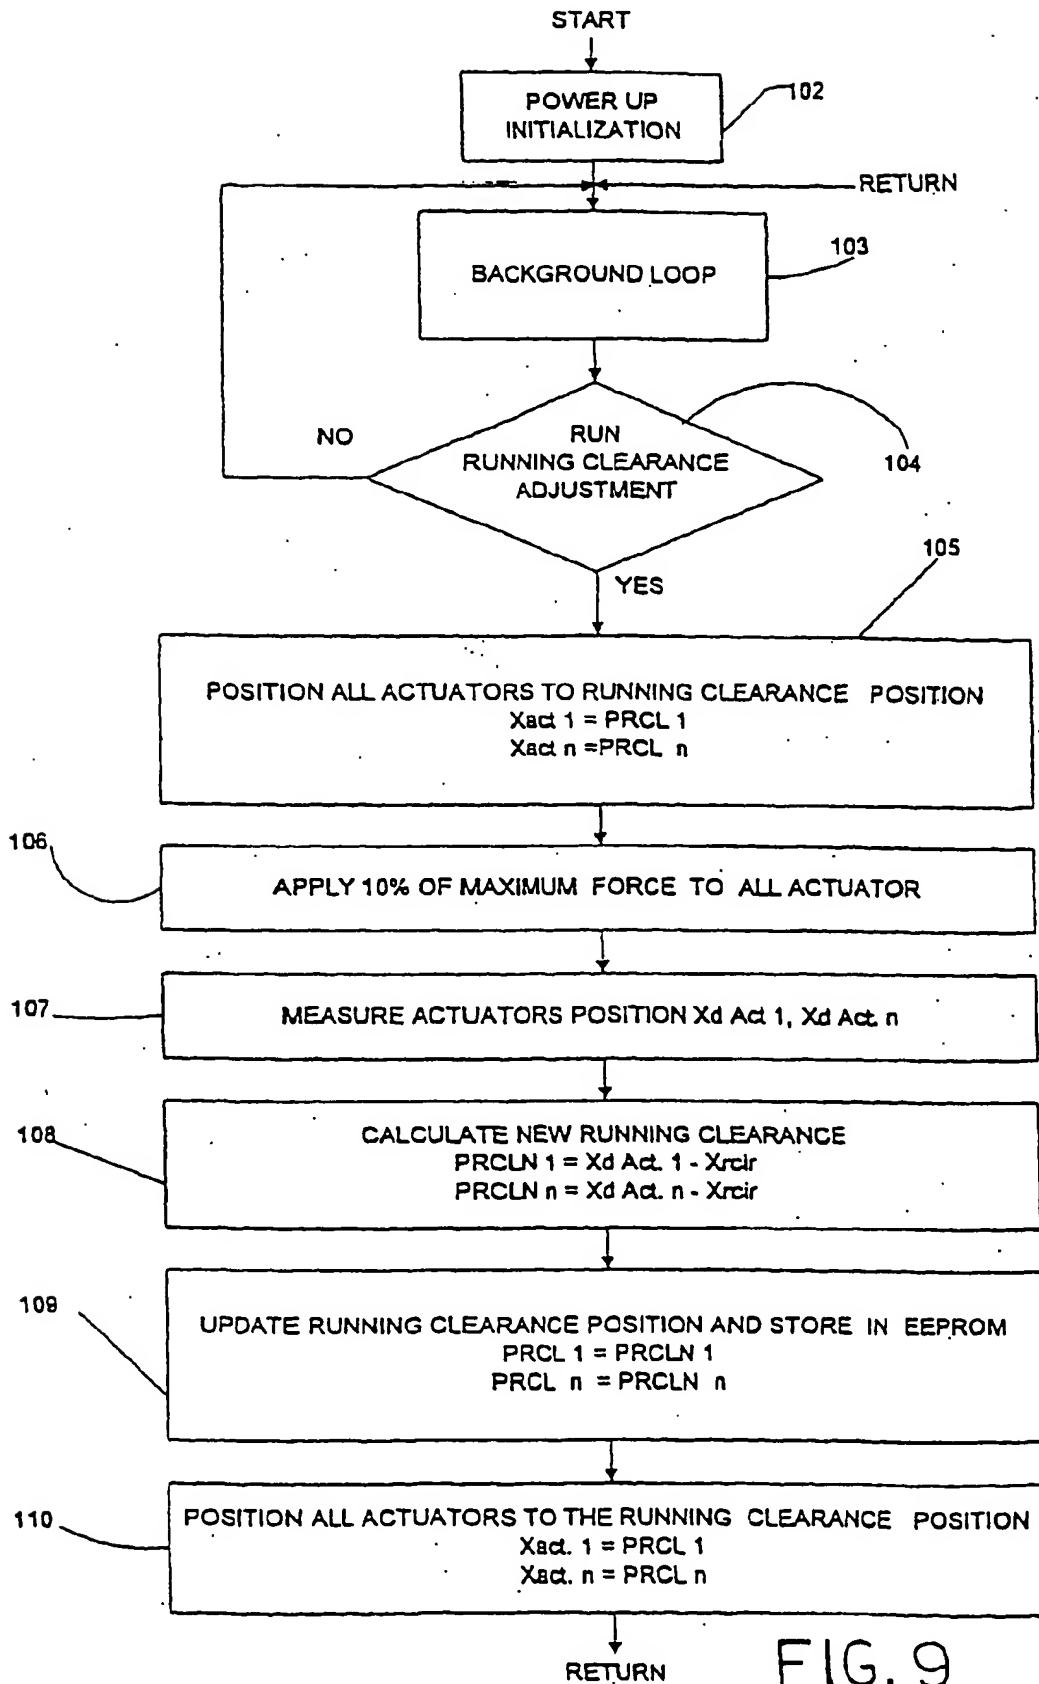 START
POWER UP
INITIALIZATION
102
RETURN
BACKGROUND LOOP
103
NO
RUN
RUNNING CLEARANCE
ADJUSTMENT
104
YES
105
POSITION ALL ACTUATORS TO RUNNING CLEARANCE POSITION
Xact 1 = PRCL 1
Xact n =PRCL n
106
APPLY 10% OF MAXIMUM FORCE TO ALL ACTUATOR
107
MEASURE ACTUATORS POSITION Xd Act 1, Xd Act. n
108
CALCULATE NEW RUNNING CLEARANCE
PRCLN 1 = Xd Act. 1 - Xrclr
PRCLN n = Xd Act. n - Xrclr
109
UPDATE RUNNING CLEARANCE POSITION AND STORE IN EEPROM
PRCL 1 = PRCLN 1
PRCL n = PRCLN n
110
POSITION ALL ACTUATORS TO THE RUNNING CLEARANCE POSITION
Xact. 1 = PRCL 1
Xact. n = PRCL n
RETURN
FIG. 9